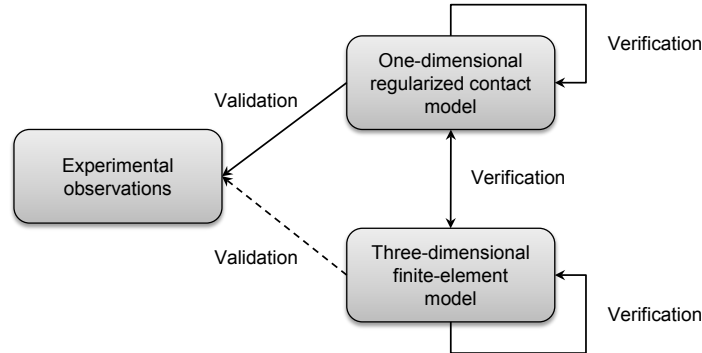 One-dimensional
regularized contact
model
Verification
Validation
Experimental
observations
Verification
Validation
Three-dimensional
finite-element
model
Verification